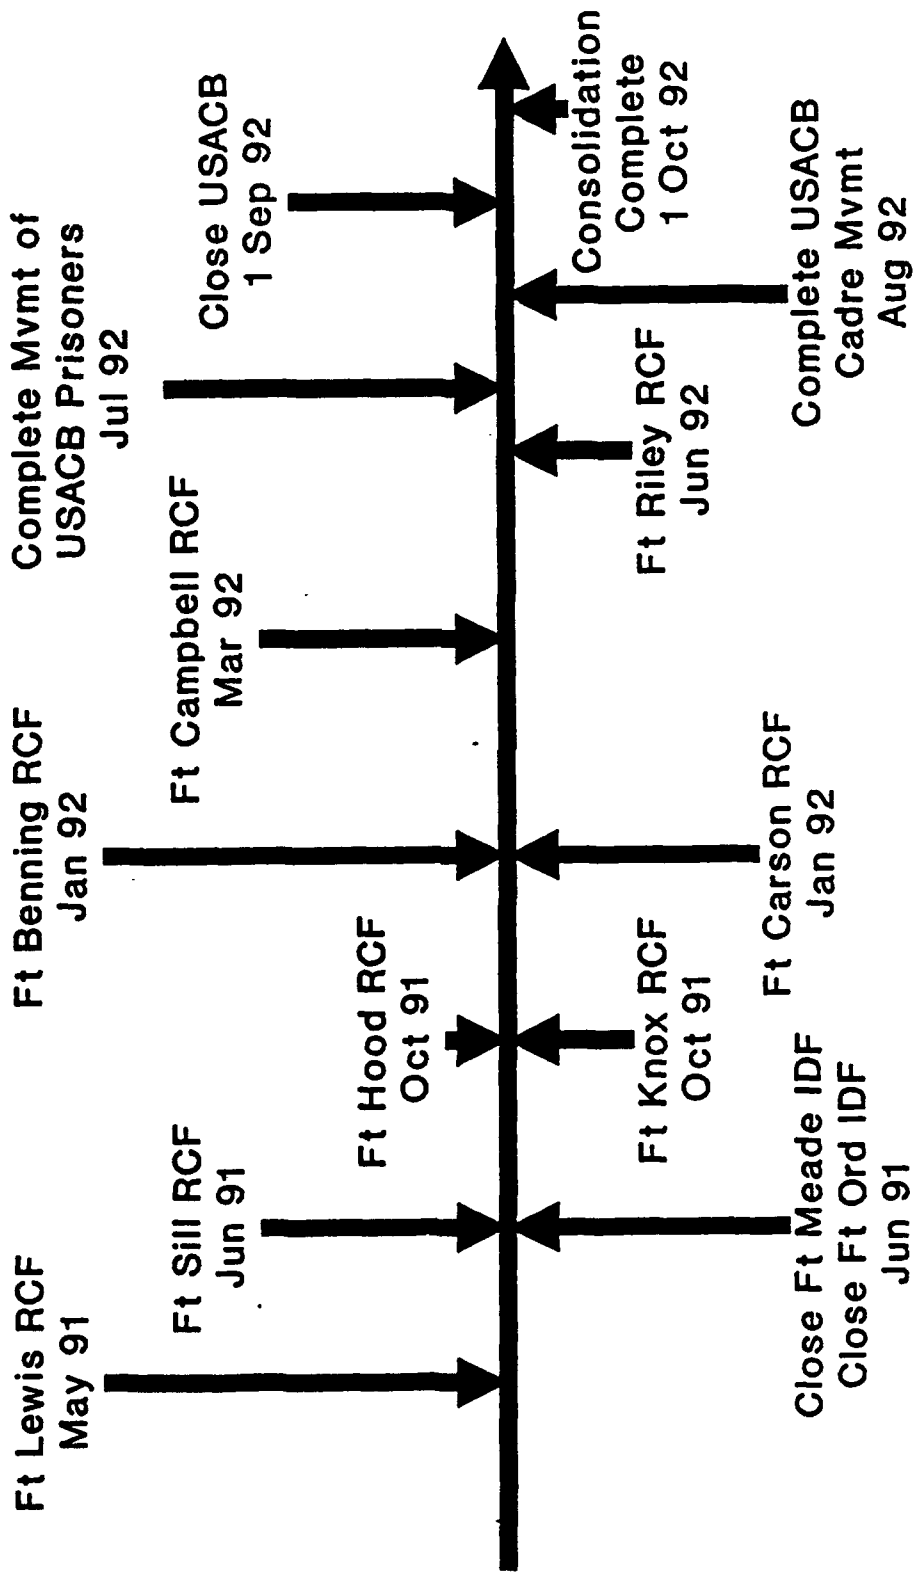 Ft Lewis RCF
May 91
Ft Sill RCF
Jun 91
Close Ft Meade IDF
Close Ft Ord IDF
Jun 91
Ft Hood RCF
Oct 91
Ft Knox RCF
Oct 91
Ft Benning RCF
Jan 92
Ft Carson RCF
Jan 92
Ft Campbell RCF
Mar 92
Ft Riley RCF
Jun 92
Complete Mvmt of
USACB Prisoners
Jul 92
Complete USACB
Cadre Mvmt
Aug 92
Close USACB
1 Sep 92
Consolidation
Complete
1 Oct 92